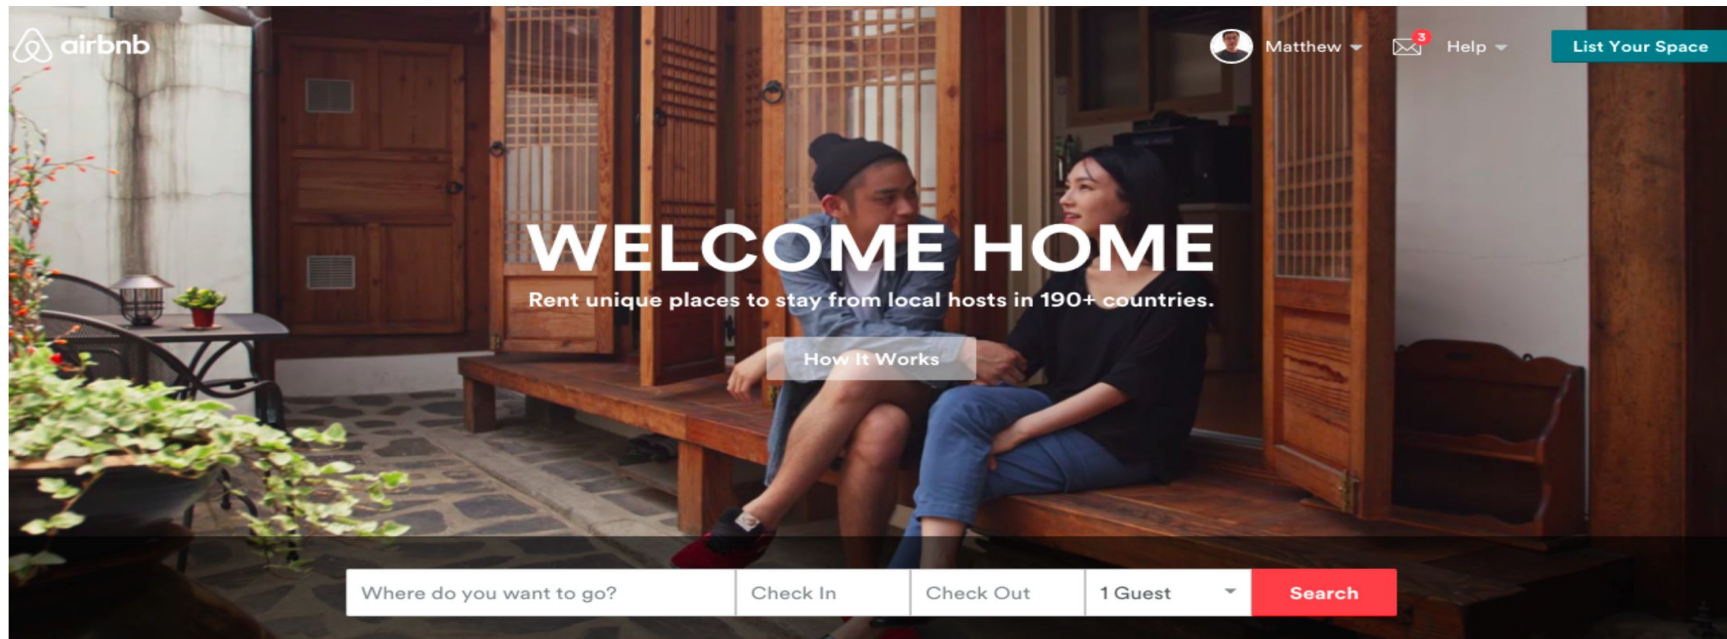 airbnb
Matthew
3
Help
List Your Space
WELCOME HOME
Rent unique places to stay from local hosts in 190+ countries.
How It Works
Where do you want to go?
Check In
Check Out
1 Guest
Search